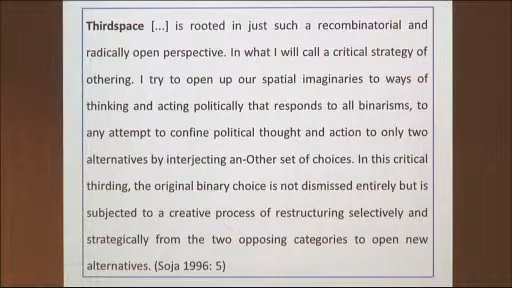 Thirdspace [...] is rooted in just such a recombinatorial and
radically open perspective. In what I will call a critical strategy of
othering. I try to open up our spatial imaginaries to ways of
thinking and acting politically that responds to all binarisms, to
any attempt to confine political thought and action to only two
alternatives by interjecting an-Other set of choices. In this critical
thirding, the original binary choice is not dismissed entirely but is
subjected to a creative process of restructuring selectively and
strategically from the two opposing categories to open new
alternatives. (Soja 1996: 5)